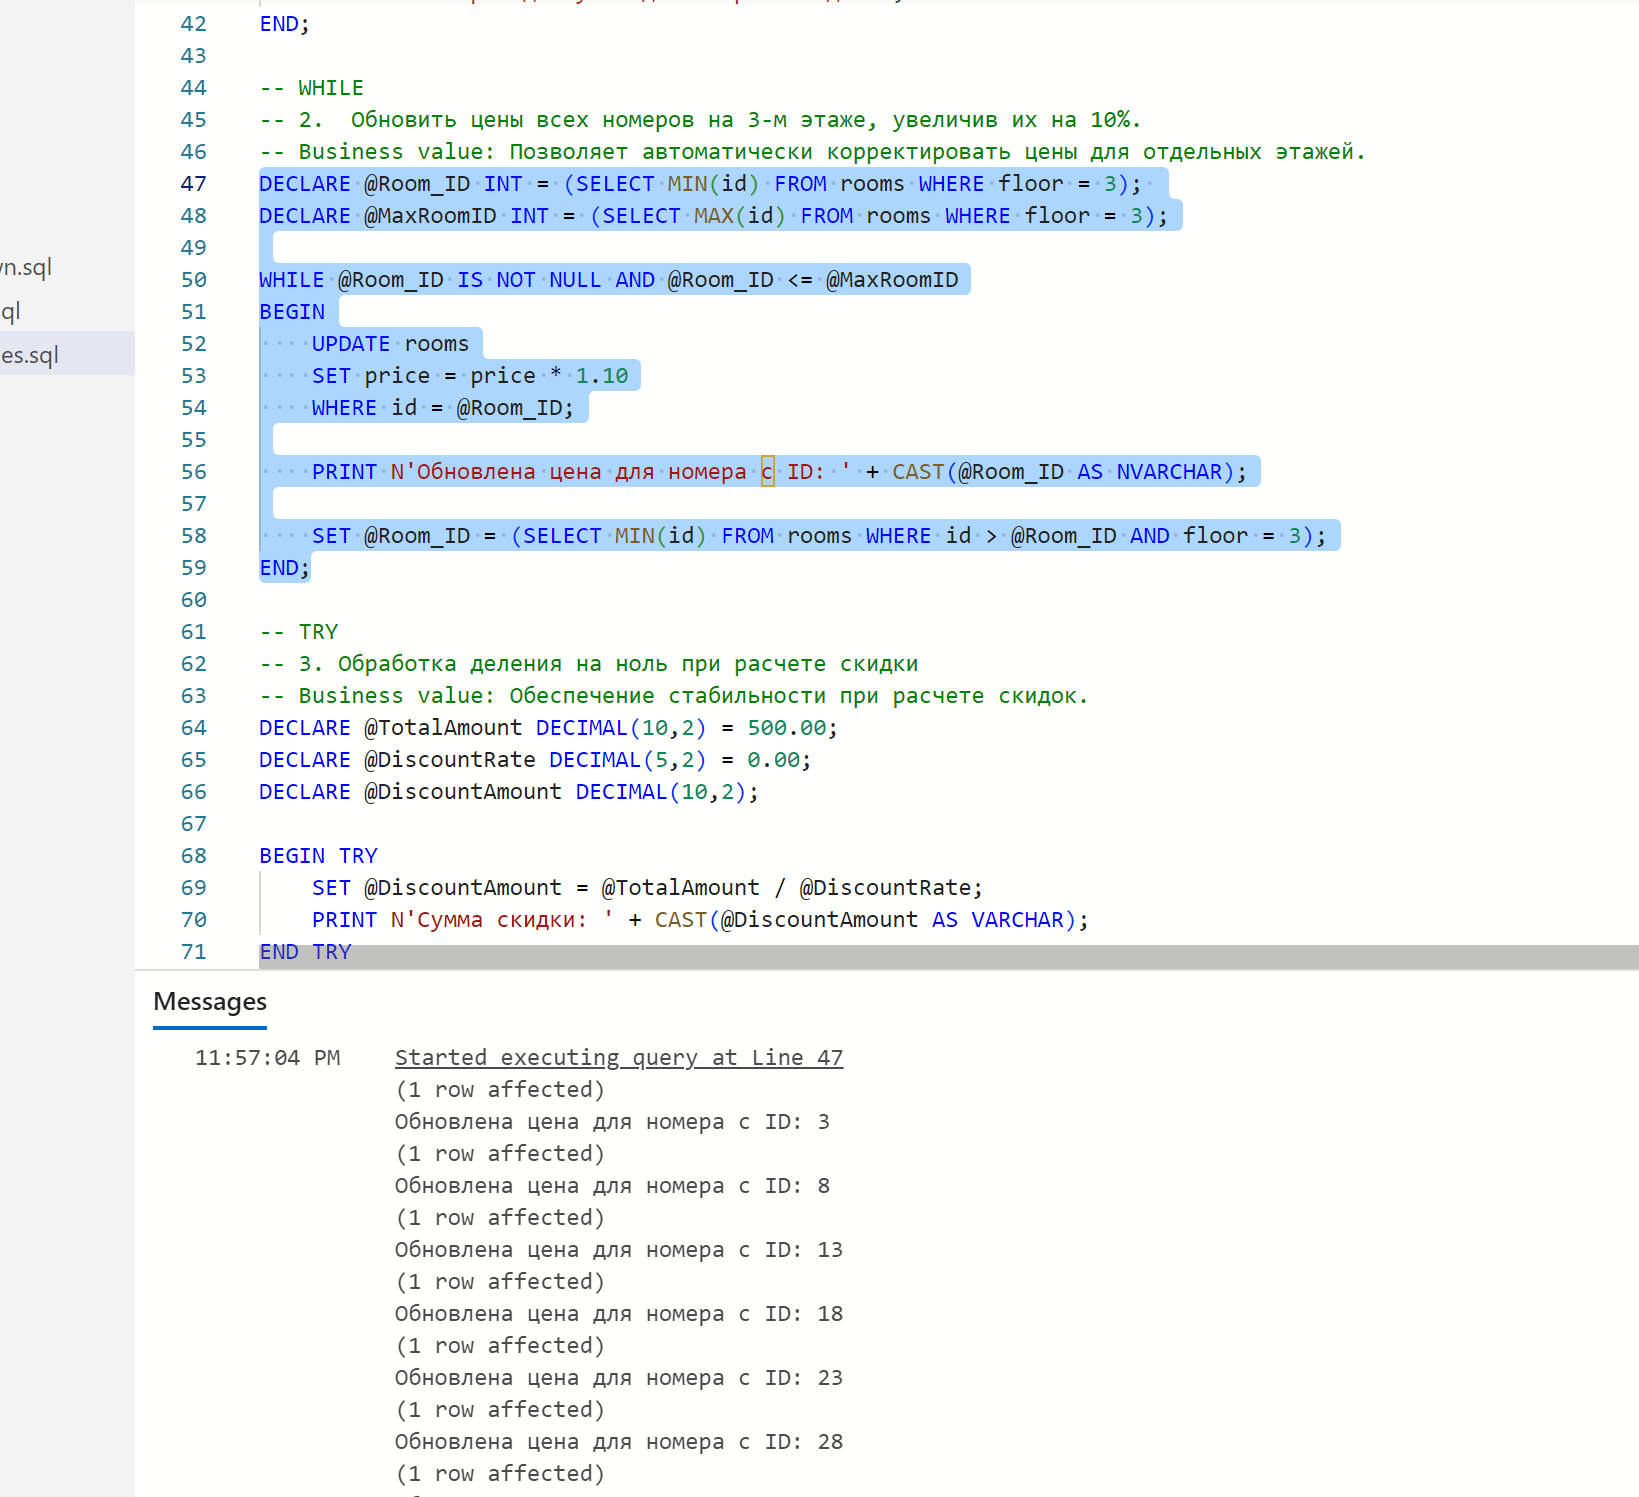 42 END;
43
44 -- WHILE
45 -- 2.  Обновить цены всех номеров на 3-м этаже, увеличив их на 10%.
46 -- Business value: Позволяет автоматически корректировать цены для отдельных этажей.
47 DECLARE @Room_ID INT = (SELECT MIN(id) FROM rooms WHERE floor = 3);
48 DECLARE @MaxRoomID INT = (SELECT MAX(id) FROM rooms WHERE floor = 3);
49
50 WHILE @Room_ID IS NOT NULL AND @Room_ID <= @MaxRoomID
51 BEGIN
52     UPDATE rooms
53     SET price = price * 1.10
54     WHERE id = @Room_ID;
55
56     PRINT N'Обновлена цена для номера с ID: ' + CAST(@Room_ID AS NVARCHAR);
57
58     SET @Room_ID = (SELECT MIN(id) FROM rooms WHERE id > @Room_ID AND floor = 3);
59 END;
60
61 -- TRY
62 -- 3. Обработка деления на ноль при расчете скидки
63 -- Business value: Обеспечение стабильности при расчете скидок.
64 DECLARE @TotalAmount DECIMAL(10,2) = 500.00;
65 DECLARE @DiscountRate DECIMAL(5,2) = 0.00;
66 DECLARE @DiscountAmount DECIMAL(10,2);
67
68 BEGIN TRY
69     SET @DiscountAmount = @TotalAmount / @DiscountRate;
70     PRINT N'Сумма скидки: ' + CAST(@DiscountAmount AS VARCHAR);
71 END TRY
n.sql
ql
es.sql
Messages
11:57:04 PM Started executing query at Line 47
(1 row affected)
Обновлена цена для номера с ID: 3
(1 row affected)
Обновлена цена для номера с ID: 8
(1 row affected)
Обновлена цена для номера с ID: 13
(1 row affected)
Обновлена цена для номера с ID: 18
(1 row affected)
Обновлена цена для номера с ID: 23
(1 row affected)
Обновлена цена для номера с ID: 28
(1 row affected)